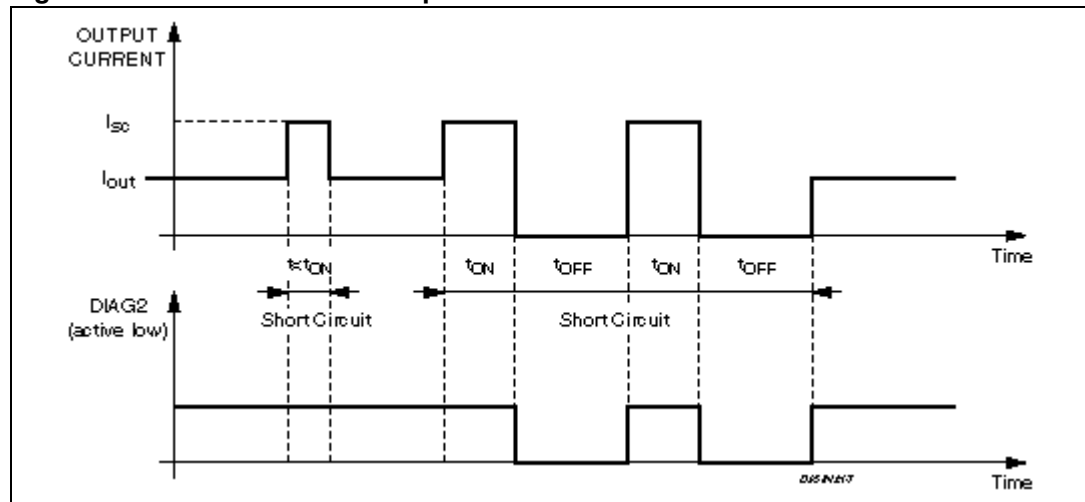 OUTPUT
CURRENT
Isc
Iout
Time
t<tON
tON
tOFF
tON
tOFF
DIAG2
(active low)
Short Circuit
Short Circuit
Time